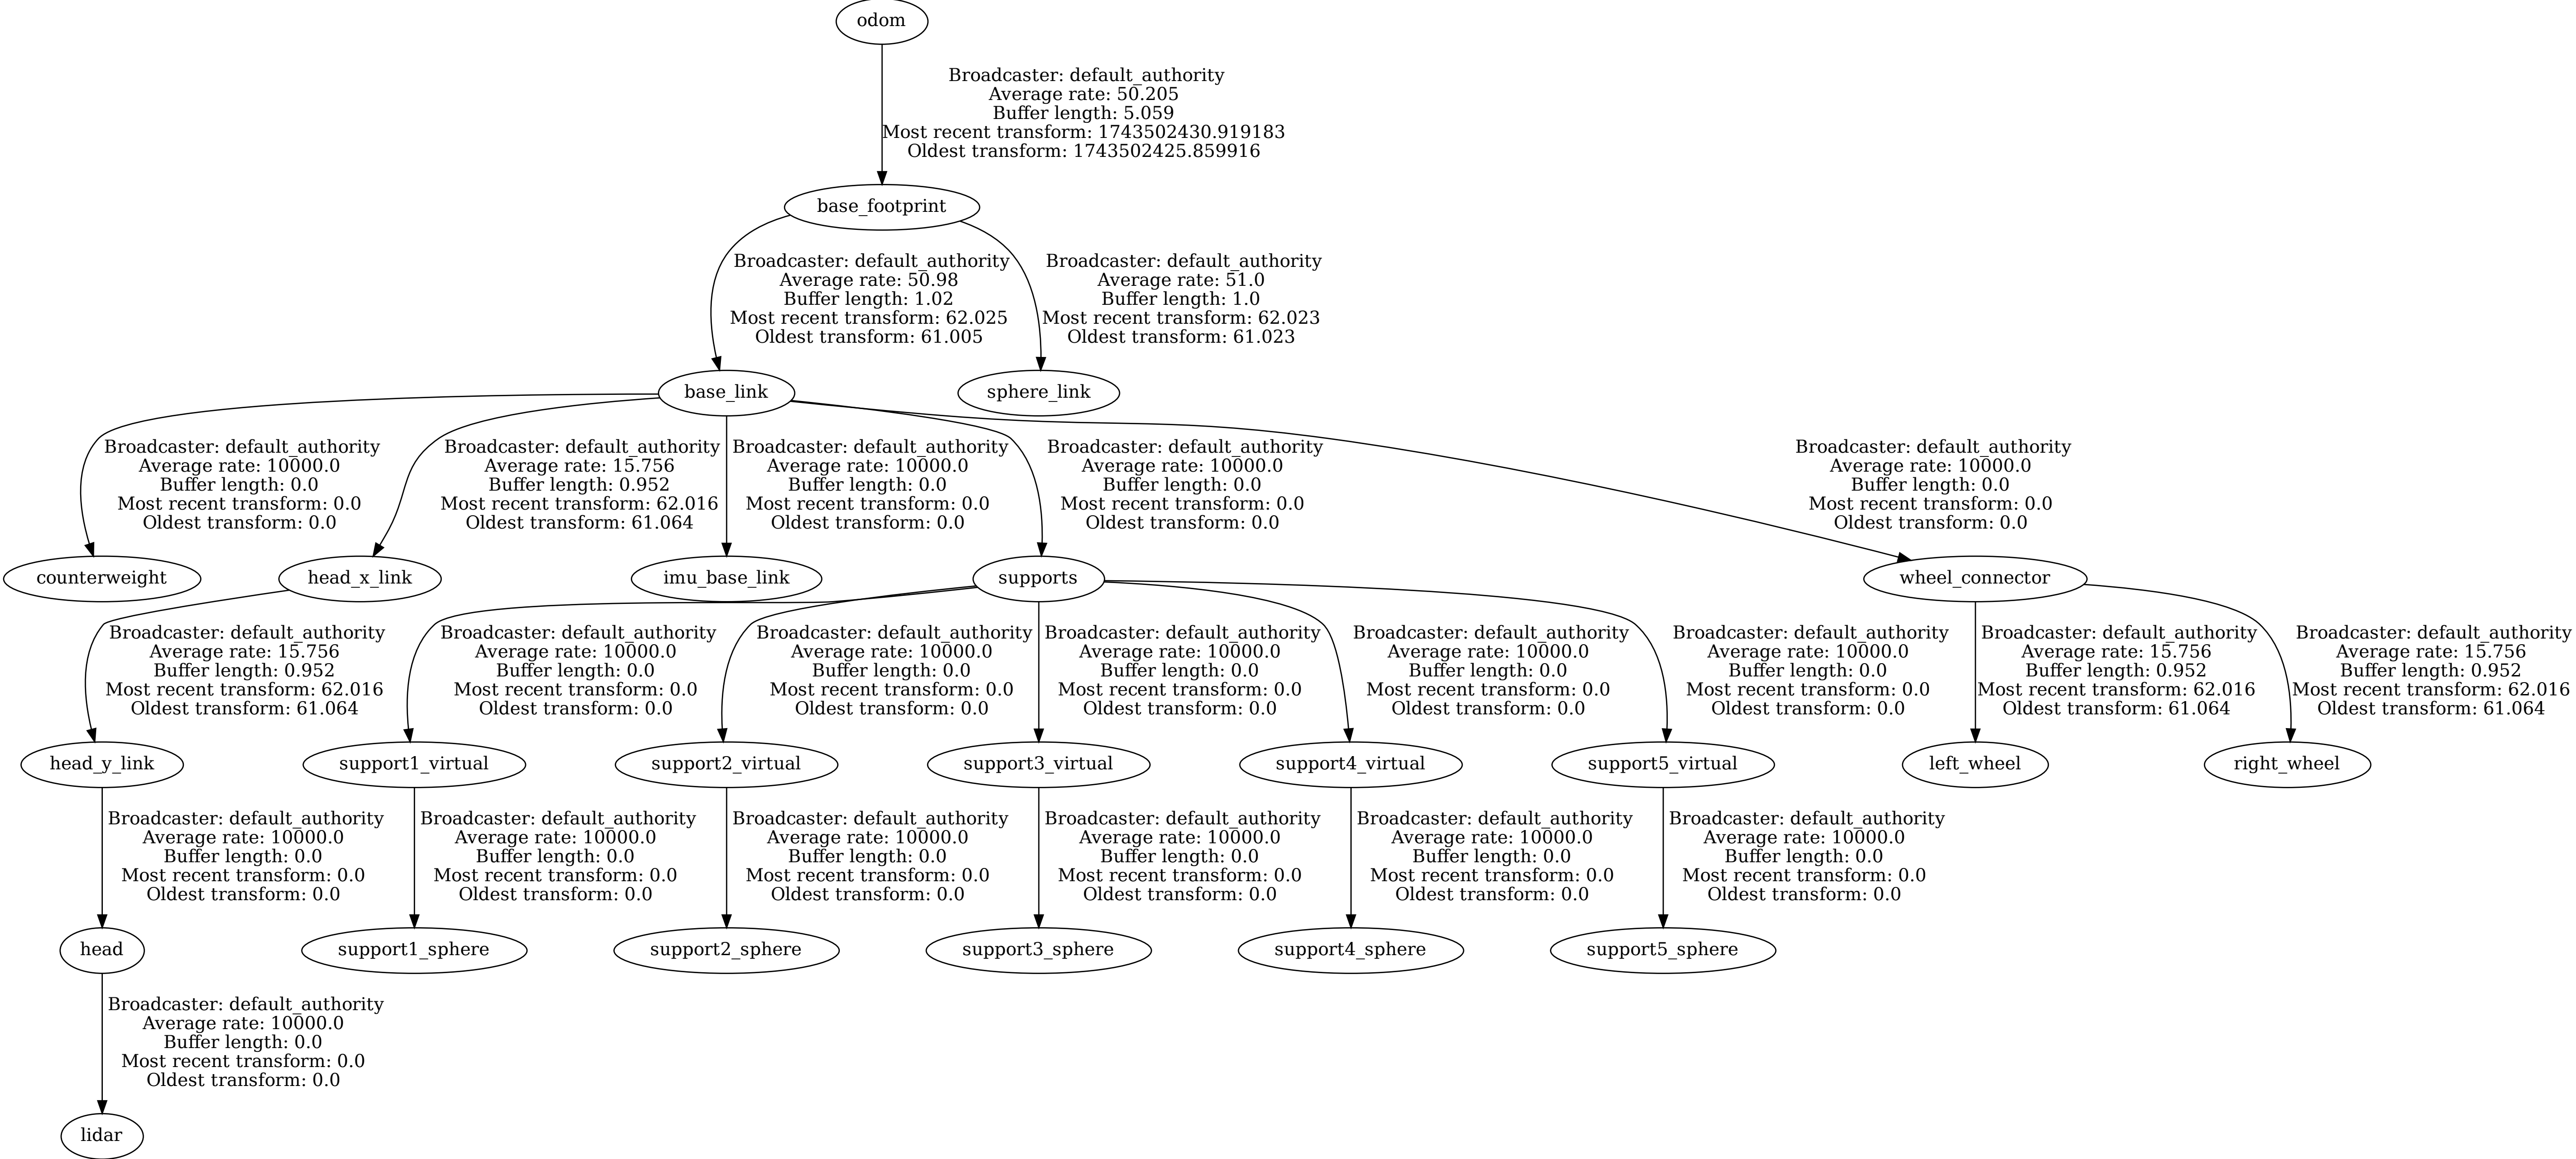 odom
Broadcaster: default_authority
Average rate: 50.205
Buffer length: 5.059
Most recent transform: 1743502430.919183
Oldest transform: 1743502425.859916
base_footprint
Broadcaster: default_authority
Average rate: 50.98
Buffer length: 1.02
Most recent transform: 62.025
Oldest transform: 61.005
Broadcaster: default_authority
Average rate: 51.0
Buffer length: 1.0
Most recent transform: 62.023
Oldest transform: 61.023
base_link
sphere_link
Broadcaster: default_authority
Average rate: 10000.0
Buffer length: 0.0
Most recent transform: 0.0
Oldest transform: 0.0
Broadcaster: default_authority
Average rate: 15.756
Buffer length: 0.952
Most recent transform: 62.016
Oldest transform: 61.064
Broadcaster: default_authority
Average rate: 10000.0
Buffer length: 0.0
Most recent transform: 0.0
Oldest transform: 0.0
Broadcaster: default_authority
Average rate: 10000.0
Buffer length: 0.0
Most recent transform: 0.0
Oldest transform: 0.0
Broadcaster: default_authority
Average rate: 10000.0
Buffer length: 0.0
Most recent transform: 0.0
Oldest transform: 0.0
counterweight
head_x_link
imu_base_link
supports
wheel_connector
Broadcaster: default_authority
Average rate: 15.756
Buffer length: 0.952
Most recent transform: 62.016
Oldest transform: 61.064
Broadcaster: default_authority
Average rate: 10000.0
Buffer length: 0.0
Most recent transform: 0.0
Oldest transform: 0.0
Broadcaster: default_authority
Average rate: 10000.0
Buffer length: 0.0
Most recent transform: 0.0
Oldest transform: 0.0
Broadcaster: default_authority
Average rate: 10000.0
Buffer length: 0.0
Most recent transform: 0.0
Oldest transform: 0.0
Broadcaster: default_authority
Average rate: 10000.0
Buffer length: 0.0
Most recent transform: 0.0
Oldest transform: 0.0
Broadcaster: default_authority
Average rate: 10000.0
Buffer length: 0.0
Most recent transform: 0.0
Oldest transform: 0.0
Broadcaster: default_authority
Average rate: 15.756
Buffer length: 0.952
Most recent transform: 62.016
Oldest transform: 61.064
Broadcaster: default_authority
Average rate: 15.756
Buffer length: 0.952
Most recent transform: 62.016
Oldest transform: 61.064
head_y_link
support1_virtual
support2_virtual
support3_virtual
support4_virtual
support5_virtual
left_wheel
right_wheel
Broadcaster: default_authority
Average rate: 10000.0
Buffer length: 0.0
Most recent transform: 0.0
Oldest transform: 0.0
Broadcaster: default_authority
Average rate: 10000.0
Buffer length: 0.0
Most recent transform: 0.0
Oldest transform: 0.0
Broadcaster: default_authority
Average rate: 10000.0
Buffer length: 0.0
Most recent transform: 0.0
Oldest transform: 0.0
Broadcaster: default_authority
Average rate: 10000.0
Buffer length: 0.0
Most recent transform: 0.0
Oldest transform: 0.0
Broadcaster: default_authority
Average rate: 10000.0
Buffer length: 0.0
Most recent transform: 0.0
Oldest transform: 0.0
Broadcaster: default_authority
Average rate: 10000.0
Buffer length: 0.0
Most recent transform: 0.0
Oldest transform: 0.0
head
support1_sphere
support2_sphere
support3_sphere
support4_sphere
support5_sphere
Broadcaster: default_authority
Average rate: 10000.0
Buffer length: 0.0
Most recent transform: 0.0
Oldest transform: 0.0
lidar